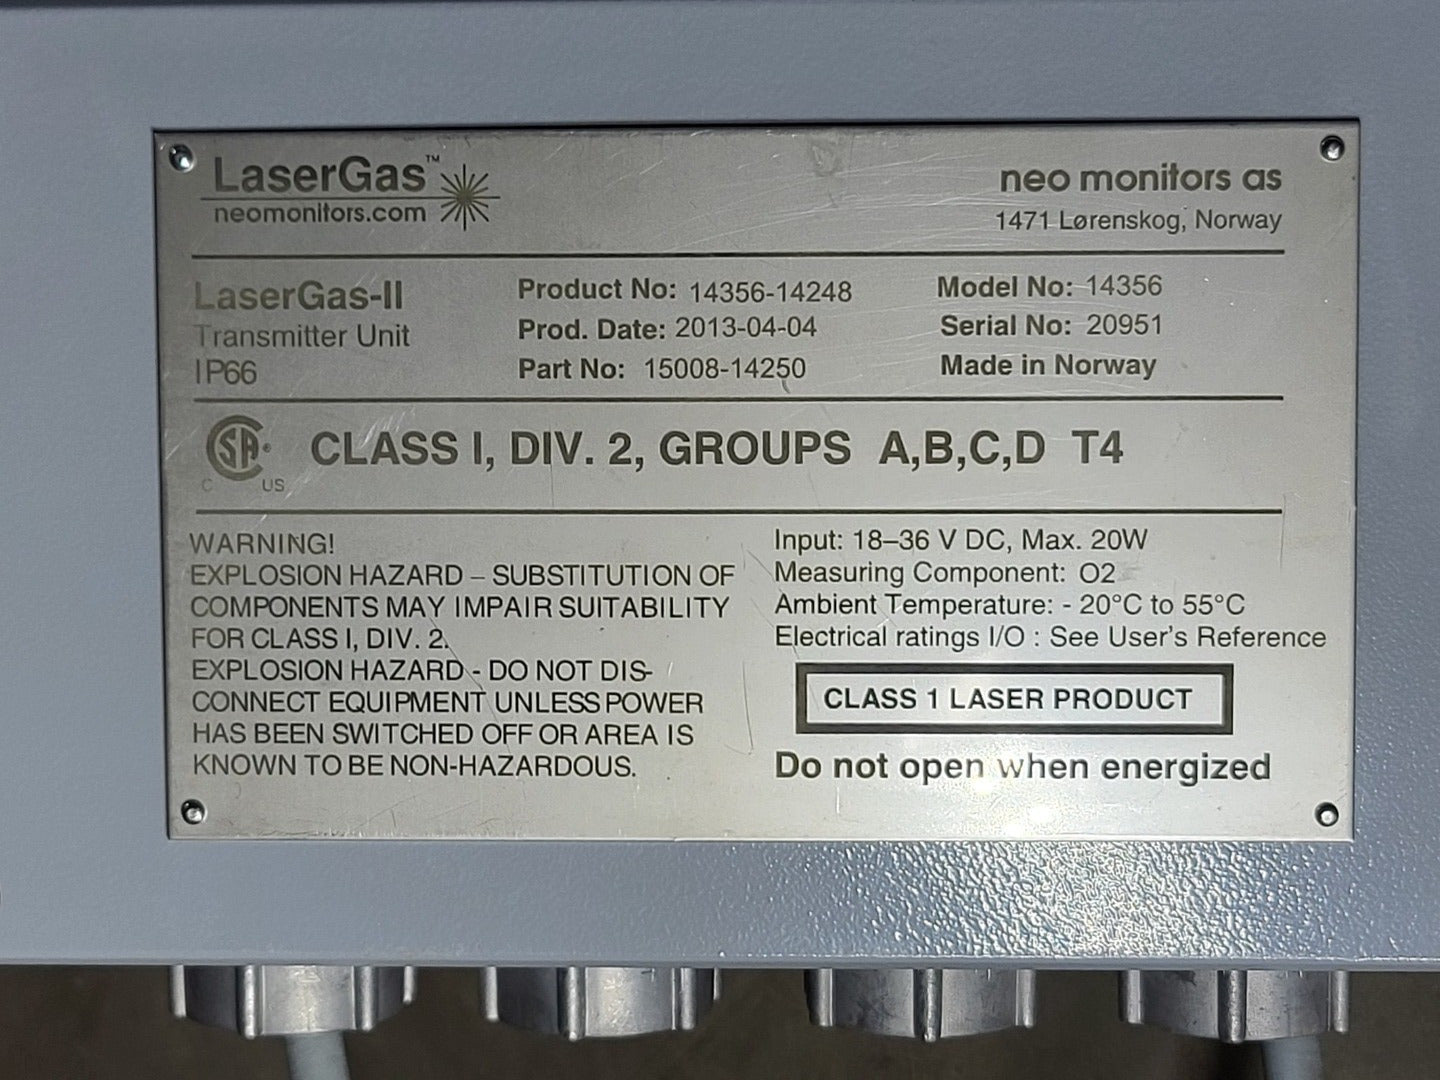 LaserGas™
neomonitors.com
neo monitors as
1471 Lørenskog, Norway
LaserGas-II
Transmitter Unit
IP66
Product No: 14356-14248
Prod. Date: 2013-04-04
Part No: 15008-14250
Model No: 14356
Serial No: 20951
Made in Norway
CSA
C US
CLASS I, DIV. 2, GROUPS A,B,C,D T4
WARNING!
EXPLOSION HAZARD – SUBSTITUTION OF
COMPONENTS MAY IMPAIR SUITABILITY
FOR CLASS I, DIV. 2.
EXPLOSION HAZARD - DO NOT DIS-
CONNECT EQUIPMENT UNLESS POWER
HAS BEEN SWITCHED OFF OR AREA IS
KNOWN TO BE NON-HAZARDOUS.
Input: 18–36 V DC, Max. 20W
Measuring Component: O2
Ambient Temperature: - 20°C to 55°C
Electrical ratings I/O : See User's Reference
CLASS 1 LASER PRODUCT
Do not open when energized